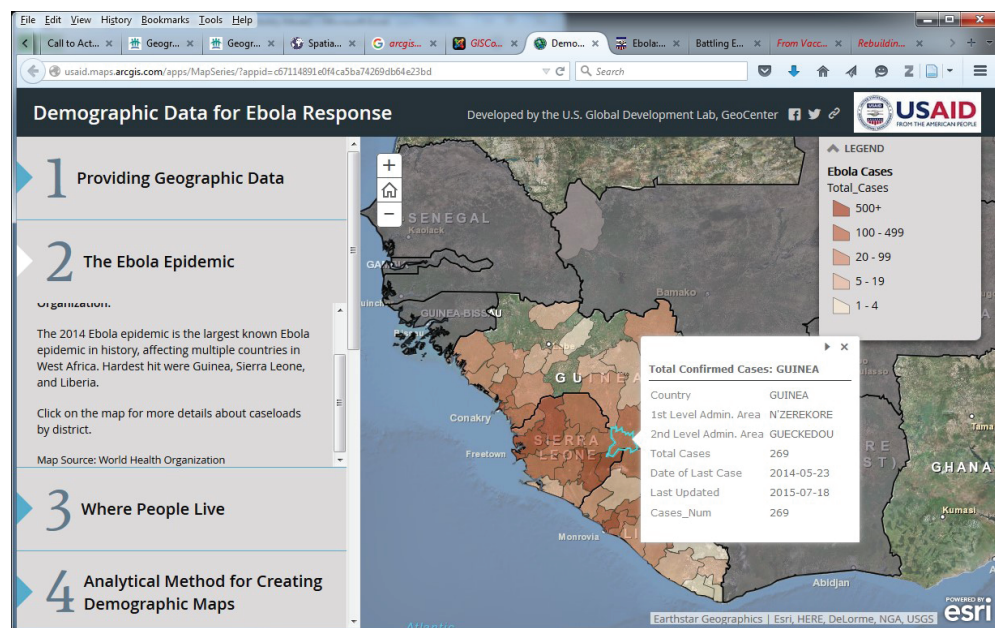 File Edit View History Bookmarks Tools Help
Call to Act... × Geogr... × Geogr... × Spatia... × arcgis... × GISCo... × Demo... × Ebola:... × Battling E... × From Vacc... × Rebuildin... ×
usaid.maps.arcgis.com/apps/MapSeries/?appid=c67114891e0f4ca5ba74269db64e23bd
Search
Demographic Data for Ebola Response
Developed by the U.S. Global Development Lab, GeoCenter
USAID
FROM THE AMERICAN PEOPLE
1 Providing Geographic Data
2 The Ebola Epidemic
Organization.
The 2014 Ebola epidemic is the largest known Ebola
epidemic in history, affecting multiple countries in
West Africa. Hardest hit were Guinea, Sierra Leone,
and Liberia.
Click on the map for more details about caseloads
by district.
Map Source: World Health Organization
3 Where People Live
4 Analytical Method for Creating
Demographic Maps
LEGEND
Ebola Cases
Total_Cases
500+
100 - 499
20 - 99
5 - 19
1 - 4
SENEGAL
Kaolack
Bamako
GUINEA-BISSAU
GUINEA
Conakry
SIERRA
LEONE
Freetown
Monrovia
GHANA
Kumasi
Abidjan
Atlantic
Total Confirmed Cases: GUINEA
Country GUINEA
1st Level Admin. Area N'ZEREKORE
2nd Level Admin. Area GUECKEDOU
Total Cases 269
Date of Last Case 2014-05-23
Last Updated 2015-07-18
Cases_Num 269
Earthstar Geographics | Esri, HERE, DeLorme, NGA, USGS
POWERED BY
esri